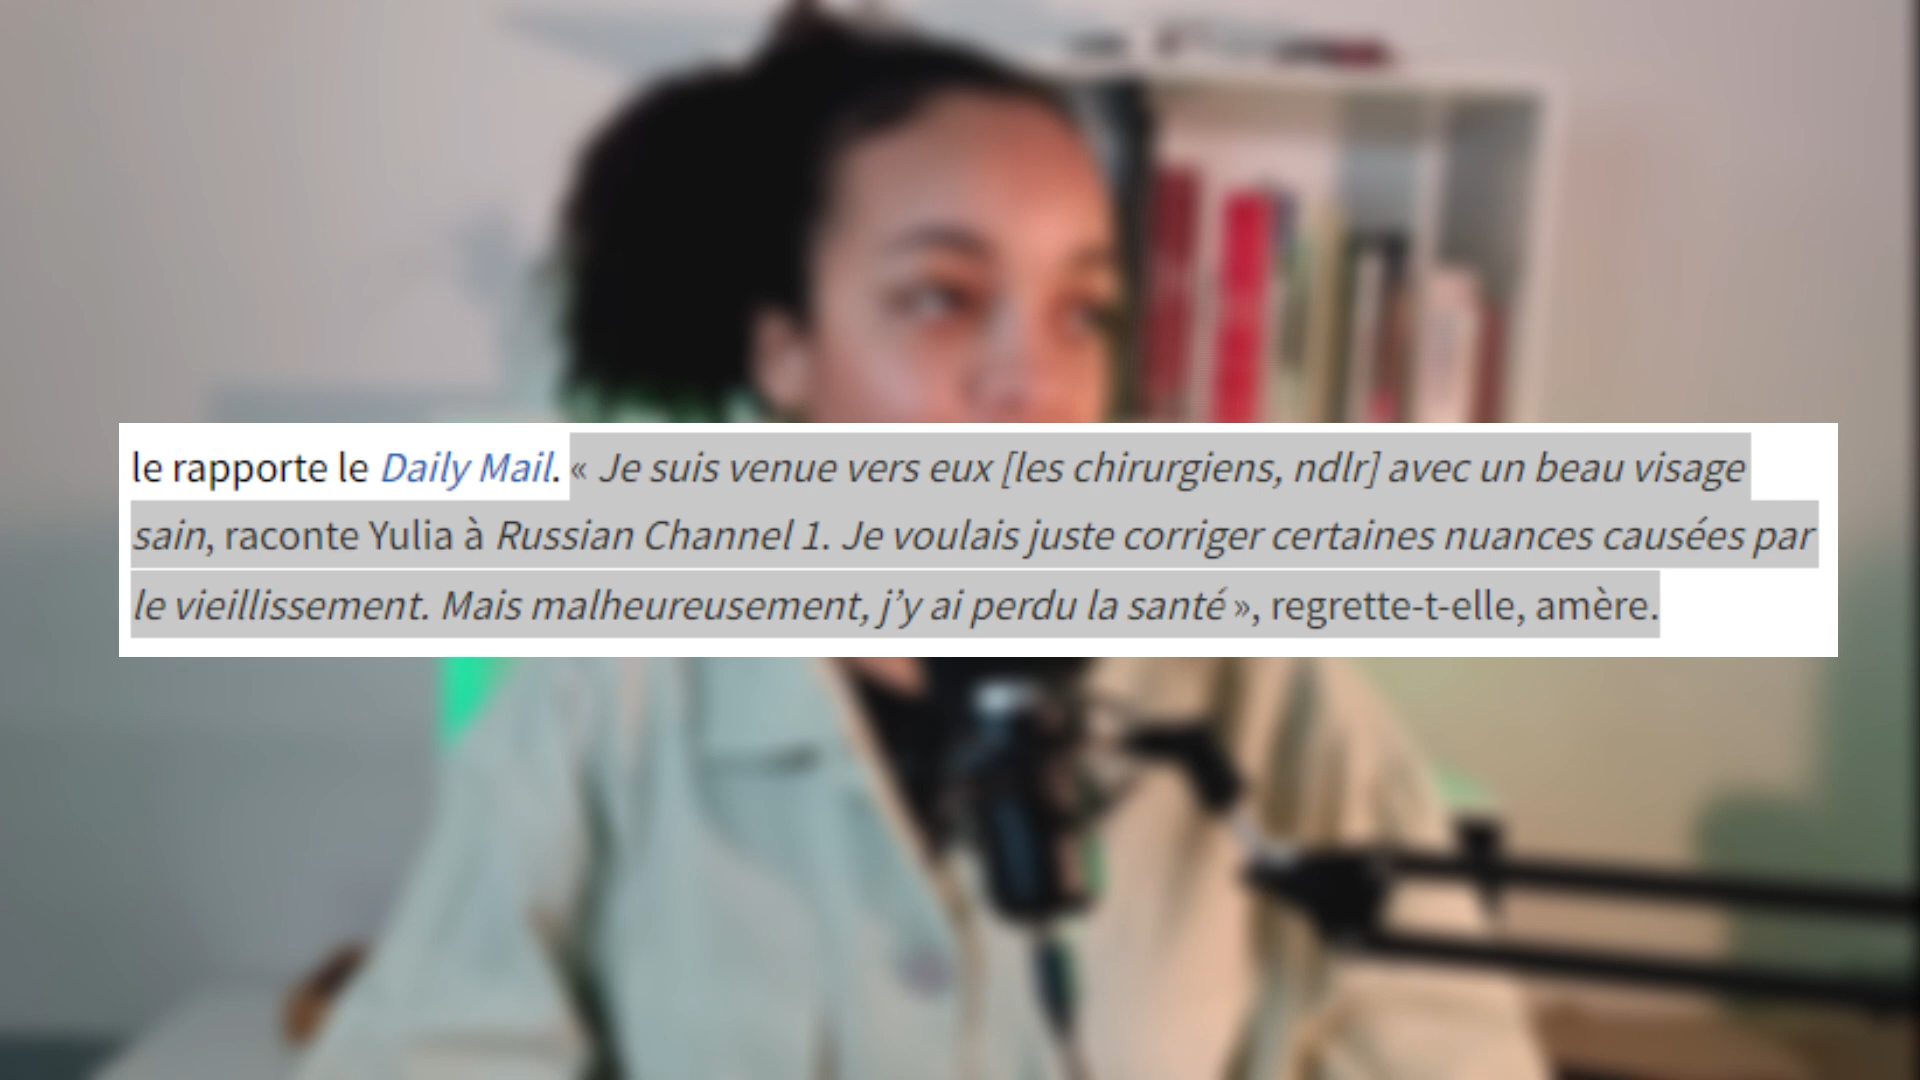 le rapporte le Daily Mail. « Je suis venue vers eux [les chirurgiens, ndlr] avec un beau visage
sain, raconte Yulia à Russian Channel 1. Je voulais juste corriger certaines nuances causées par
le vieillissement. Mais malheureusement, j’y ai perdu la santé », regrette-t-elle, amère.